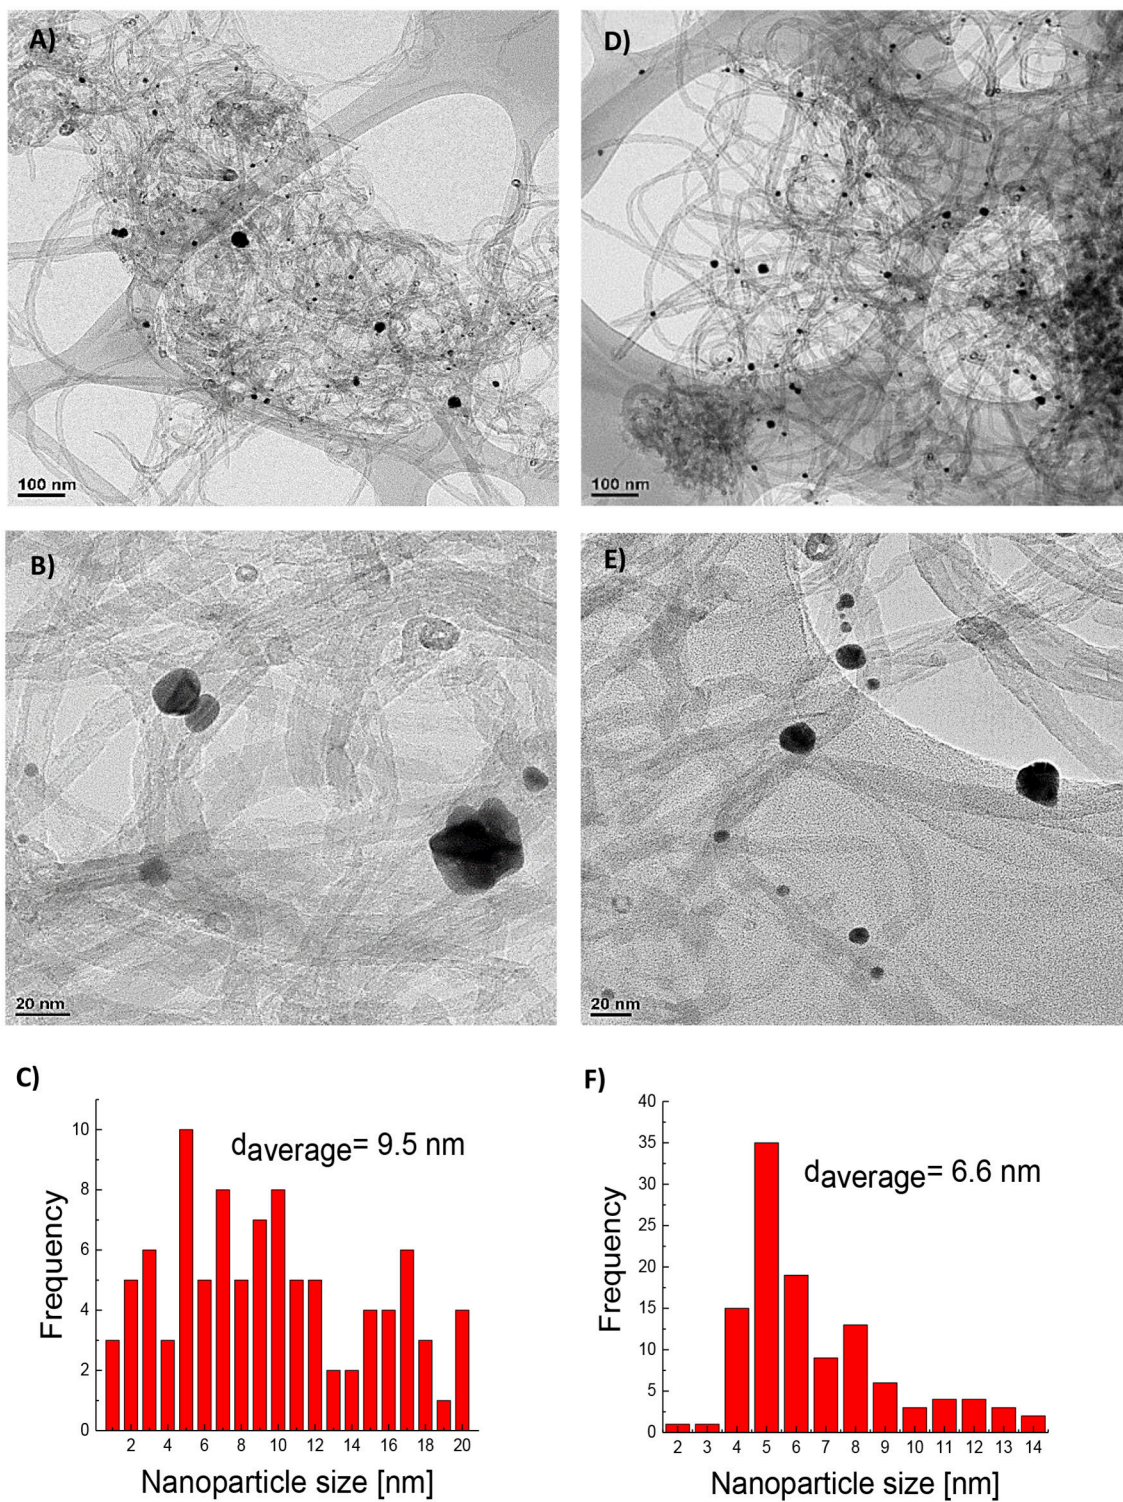 A)
100 nm
D)
100 nm
B)
20 nm
E)
20 nm
C)
daverage= 9.5 nm
Frequency
10
8
6
4
2
0
2 4 6 8 10 12 14 16 18 20
Nanoparticle size [nm]
F)
daverage= 6.6 nm
Frequency
40
35
30
25
20
15
10
5
0
2 3 4 5 6 7 8 9 10 11 12 13 14
Nanoparticle size [nm]